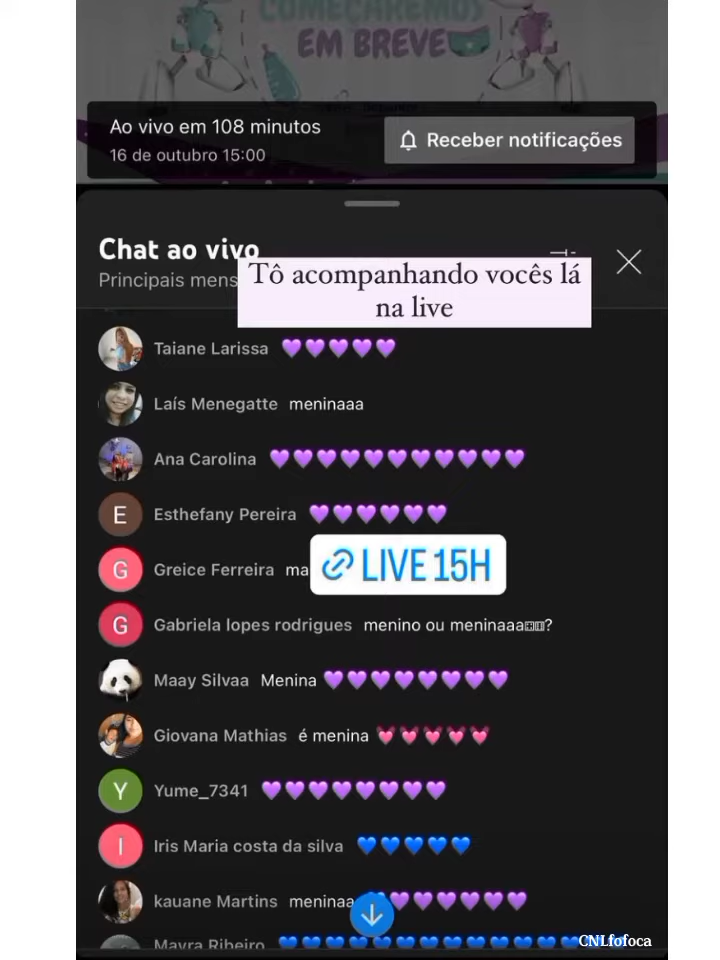 COMEÇAREMOS
EM BREVE
Ao vivo em 108 minutos
16 de outubro 15:00
Receber notificações
Chat ao vivo
Principais mens
Tô acompanhando vocês lá
na live
Taiane Larissa 💜💜💜💜💜
Laís Menegatte meninaaa
Ana Carolina 💜💜💜💜💜💜💜💜💜💜💜
E Esthefany Pereira 💜💜💜💜💜💜
G Greice Ferreira ma
LIVE 15H
G Gabriela lopes rodrigues menino ou meninaaa?
Maay Silvaa Menina 💜💜💜💜💜💜💜💜
Giovana Mathias é menina 💓💓💓💓💓
Y Yume_7341 💜💜💜💜💜💜💜💜
I Iris Maria costa da silva 💙💙💙💙💙
kauane Martins meninaa 💜💜💜💜💜💜
Mayra Ribeiro 💙💙💙💙💙💙💙💙💙💙💙💙💙
CNLfofoca